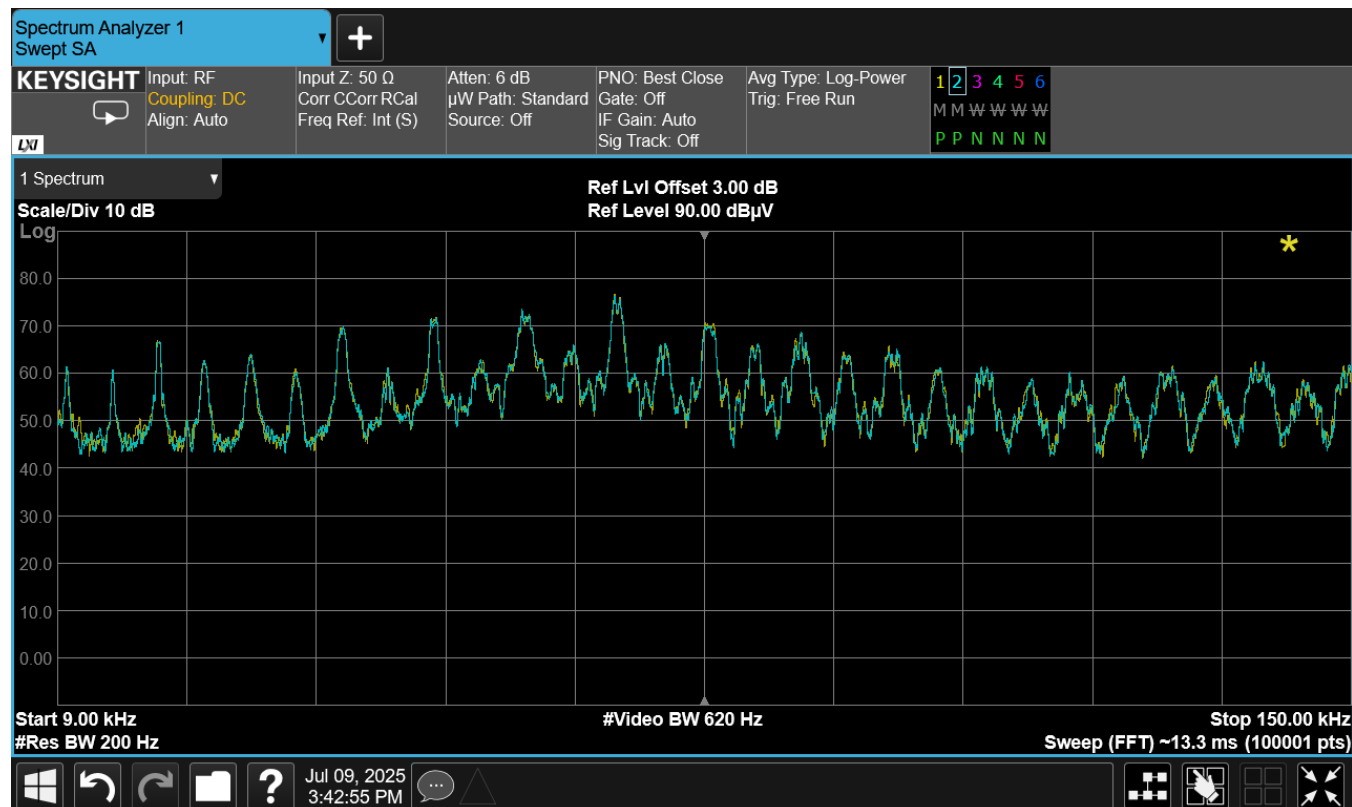 Spectrum Analyzer 1
Swept SA
+
KEYSIGHT
LXI
Input: RF
Coupling: DC
Align: Auto
Input Z: 50 Ω
Corr CCorr RCal
Freq Ref: Int (S)
Atten: 6 dB
µW Path: Standard
Source: Off
PNO: Best Close
Gate: Off
IF Gain: Auto
Sig Track: Off
Avg Type: Log-Power
Trig: Free Run
1 2 3 4 5 6
M M W W W W
P P N N N N
1 Spectrum
Scale/Div 10 dB
Ref Lvl Offset 3.00 dB
Ref Level 90.00 dBµV
Log
*
80.0
70.0
60.0
50.0
40.0
30.0
20.0
10.0
0.00
Start 9.00 kHz
#Video BW 620 Hz
Stop 150.00 kHz
#Res BW 200 Hz
Sweep (FFT) ~13.3 ms (100001 pts)
?
Jul 09, 2025
3:42:55 PM